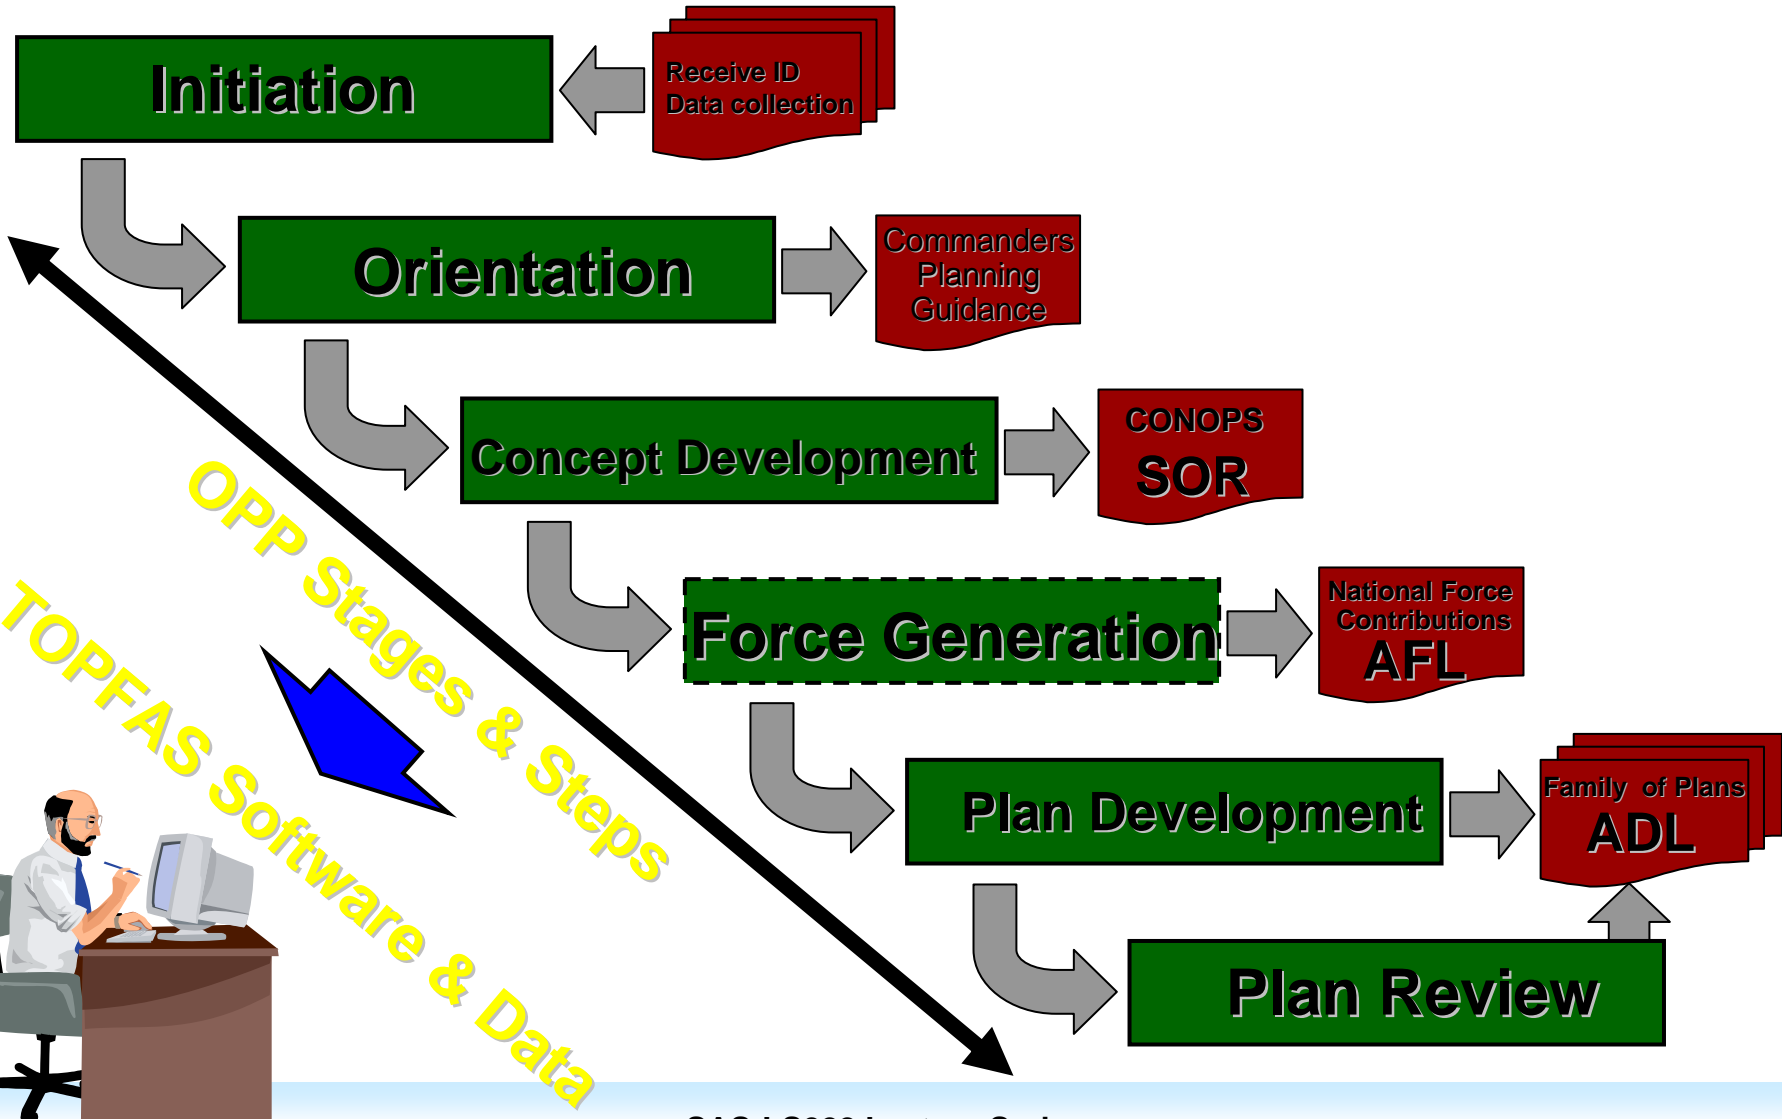 Initiation
Receive ID
Data collection
Orientation
Commanders
Planning
Guidance
Concept Development
CONOPS
SOR
Force Generation
National Force
Contributions
AFL
Plan Development
Family of Plans
ADL
Plan Review
OPP Stages & Steps
TOPFAS Software & Data